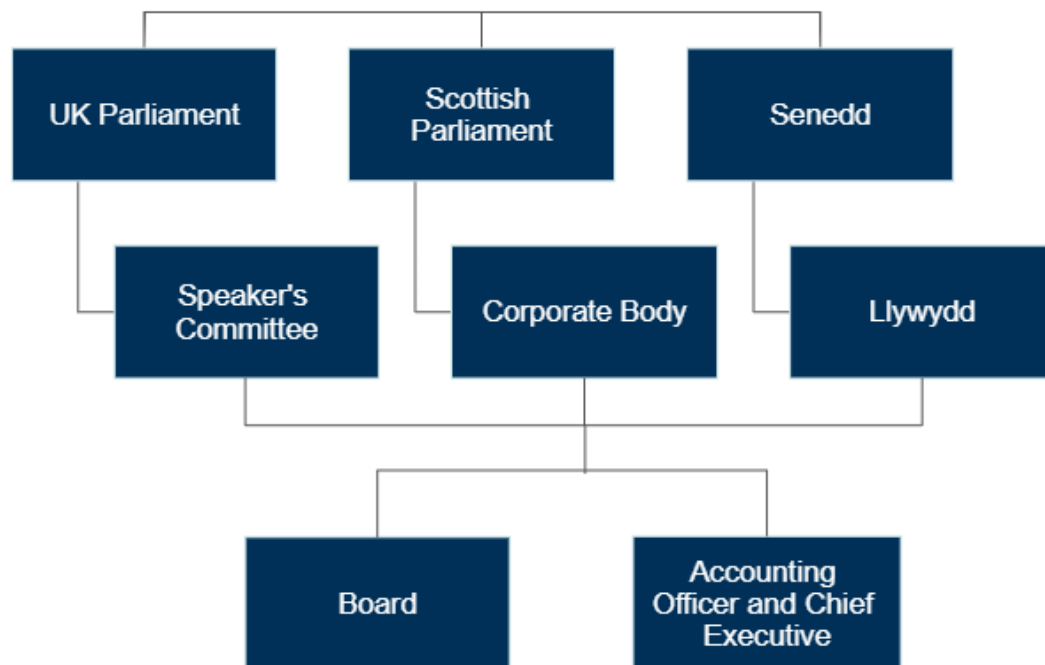 UK Parliament
Scottish
Parliament
Senedd
Speaker's
Committee
Corporate Body
Llywydd
Board
Accounting
Officer and Chief
Executive